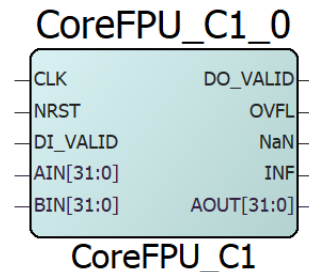 CoreFPU_C1_0
CLK DO_VALID
NRST OVFL
DI_VALID NaN
AIN[31:0] INF
BIN[31:0] AOUT[31:0]
CoreFPU_C1